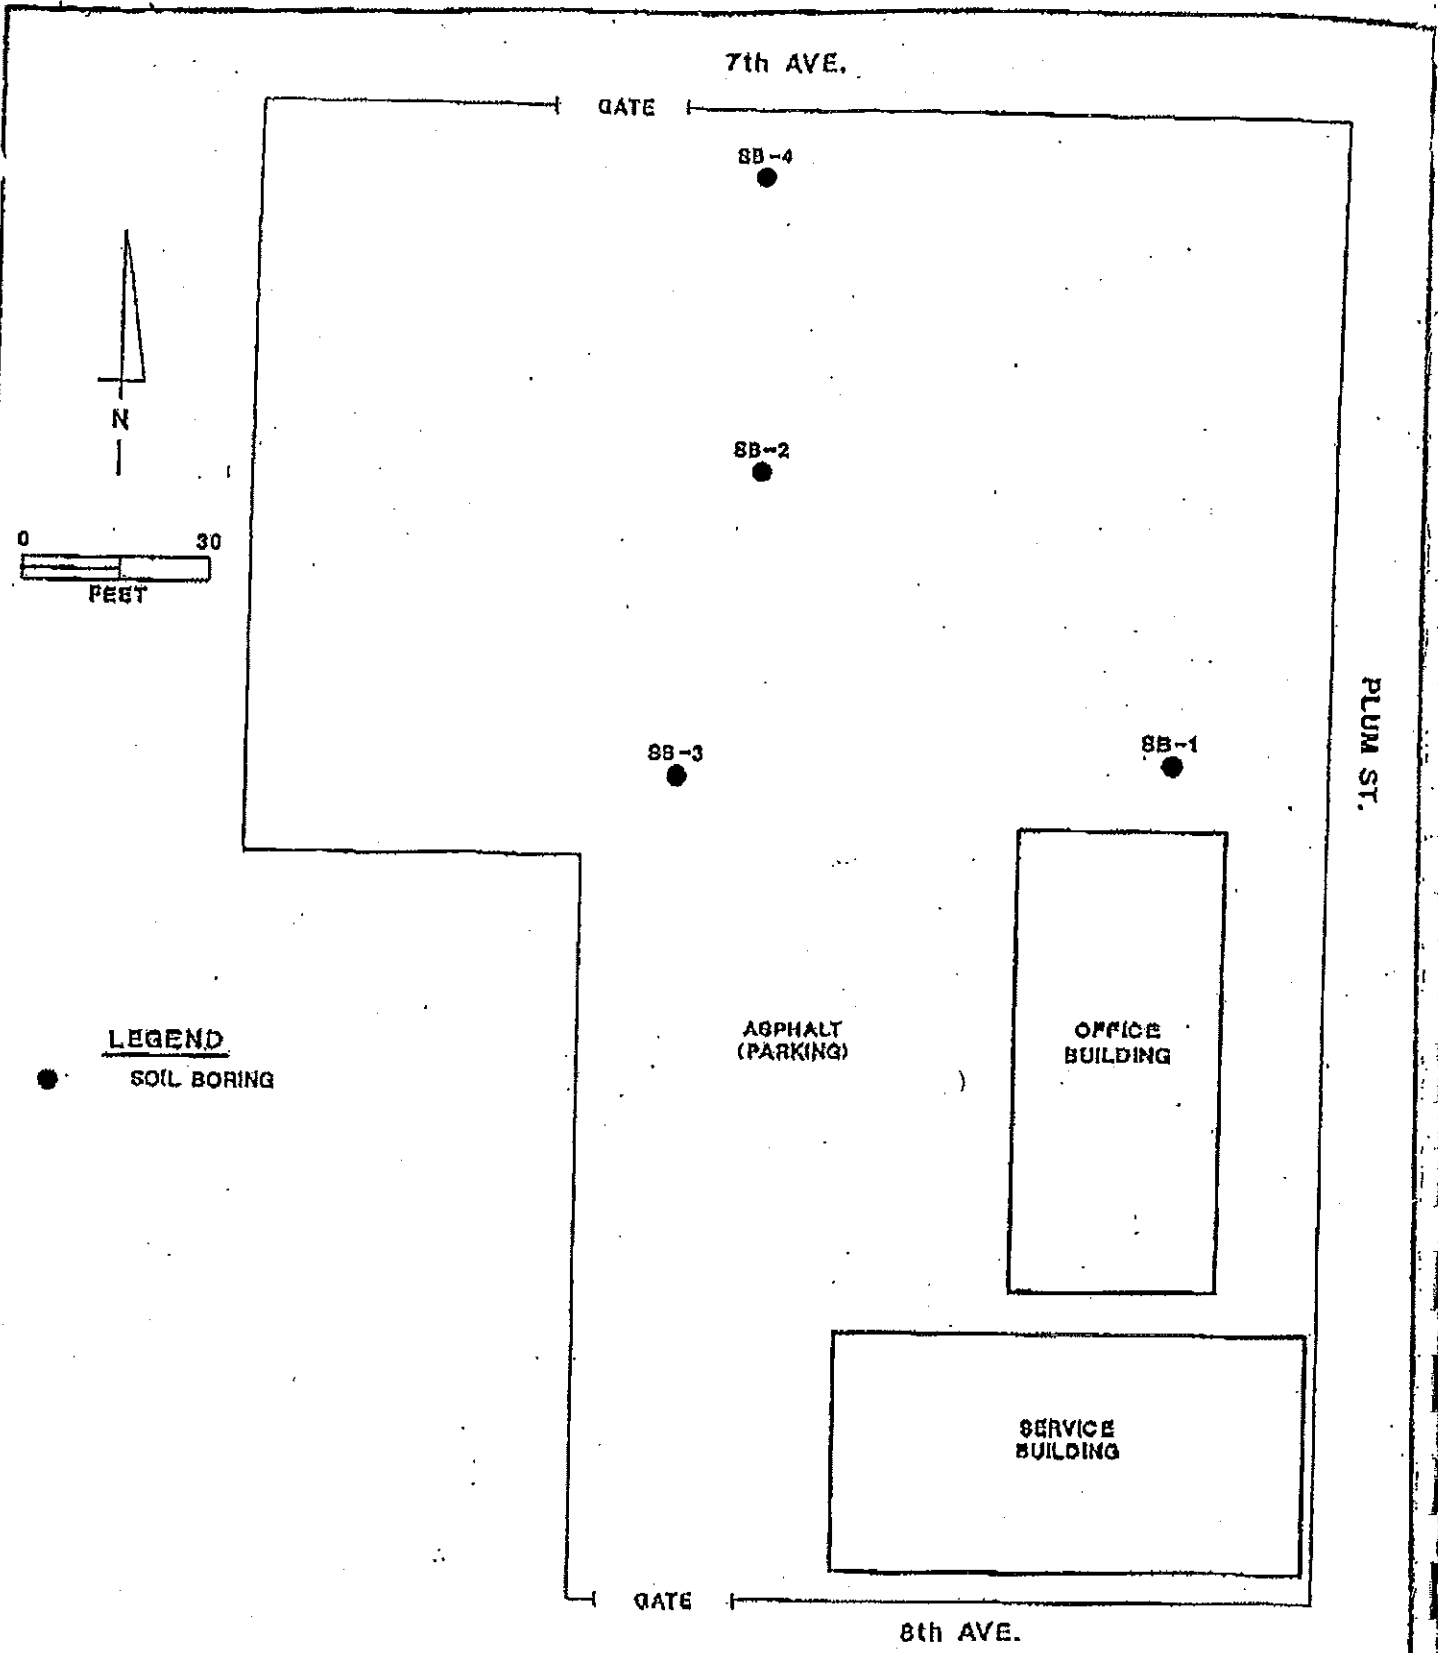 7th AVE.
GATE
SB-4
N
SB-2
0 30
FEET
PLUM ST.
SB-3
SB-1
LEGEND
SOIL BORING
ASPHALT
(PARKING)
OFFICE
BUILDING
SERVICE
BUILDING
GATE
8th AVE.